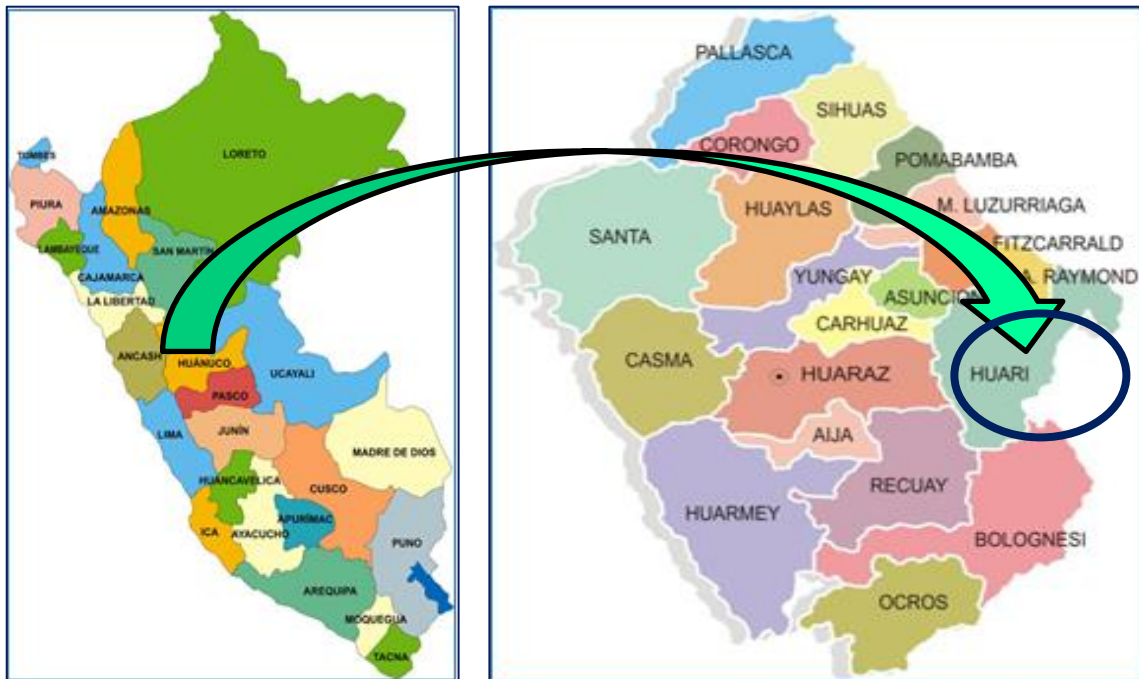 TUMBES
LORETO
PIURA
AMAZONAS
LAMBAYEQUE
SAN MARTÍN
CAJAMARCA
LA LIBERTAD
ANCASH
HUÁNUCO
UCAYALI
PASCO
LIMA
JUNÍN
MADRE DE DIOS
HUANCAVELICA
CUSCO
APURÍMAC
ICA
AYACUCHO
PUNO
AREQUIPA
MOQUEGUA
TACNA
PALLASCA
SIHUAS
CORONGO
POMABAMBA
HUAYLAS
M. LUZURRIAGA
SANTA
FITZCARRALD
YUNGAY
A. RAYMOND
ASUNCION
CARHUAZ
CASMA
HUARAZ
HUARI
AIJA
RECUAY
HUARMEY
BOLOGNESI
OCROS